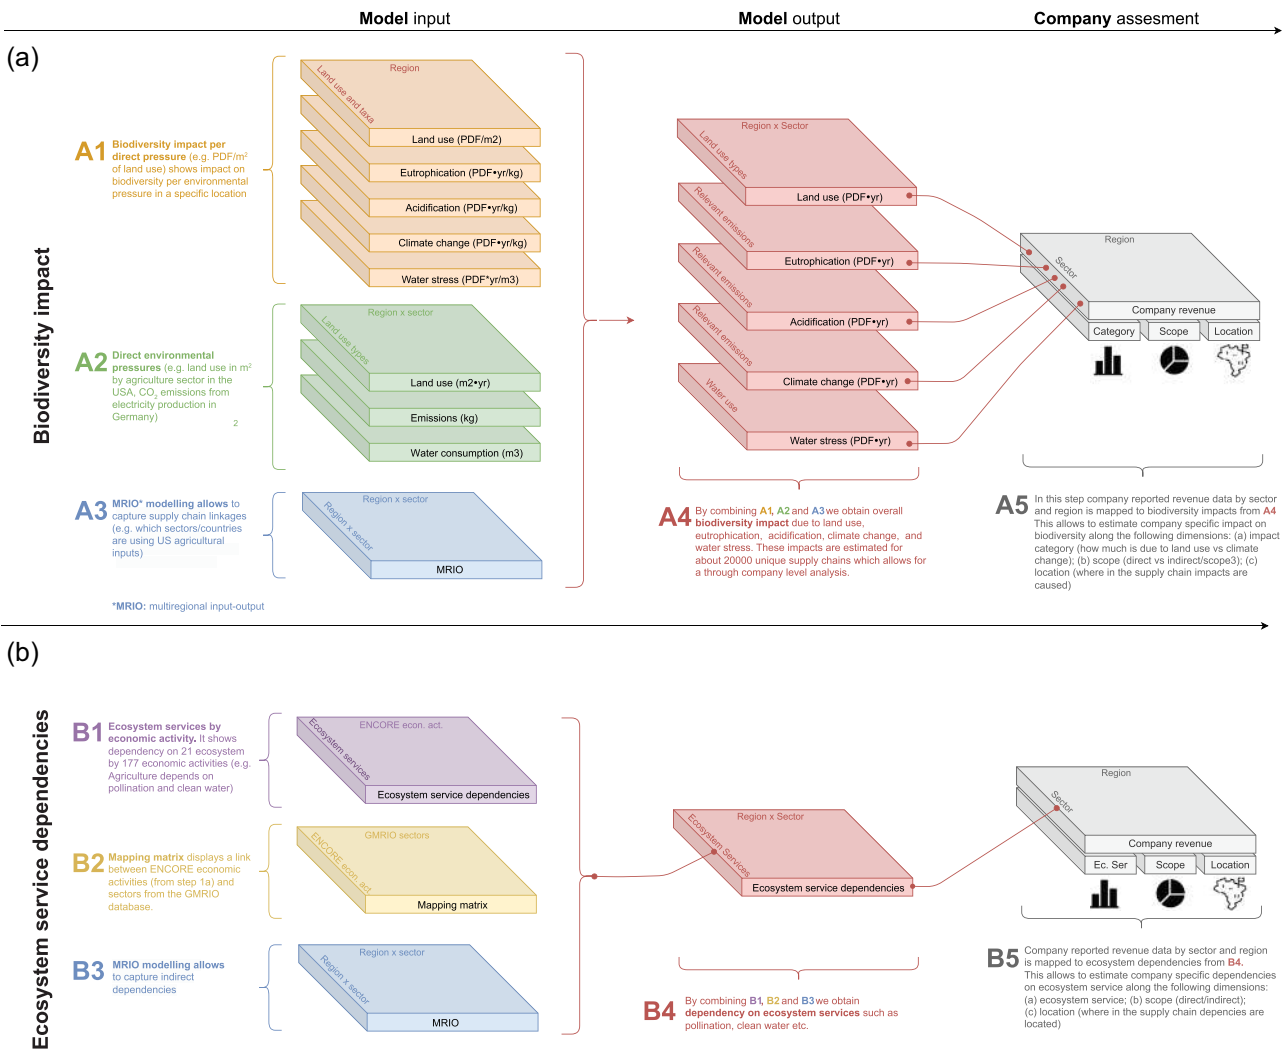 Model input
Model output
Company assesment
(a)
Biodiversity impact
A1
Biodiversity impact per
direct pressure (e.g. PDF/m2
of land use) shows impact on
biodiversity per environmental
pressure in a specific location
Region
Land use and taxa
Land use (PDF/m2)
Eutrophication (PDF•yr/kg)
Acidification (PDF•yr/kg)
Climate change (PDF•yr/kg)
Water stress (PDF*yr/m3)
A2
Direct environmental
pressures (e.g. land use in m2
by agriculture sector in the
USA, CO2 emissions from
electricity production in
Germany)
2
Region x sector
Land use types
Land use (m2•yr)
Emissions (kg)
Water consumption (m3)
A3
MRIO* modelling allows to
capture supply chain linkages
(e.g. which sectors/countries
are using US agricultural
inputs)
*MRIO: multiregional input-output
Region x sector
Region x sector
MRIO
Region x Sector
Land use types
Land use (PDF•yr)
Relevant emissions
Eutrophication (PDF•yr)
Relevant emissions
Acidification (PDF•yr)
Relevant emissions
Climate change (PDF•yr)
Water use
Water stress (PDF•yr)
A4
By combining A1, A2 and A3 we obtain overall
biodiversity impact due to land use,
eutrophication, acidification, climate change, and
water stress. These impacts are estimated for
about 20000 unique supply chains which allows for
a through company level analysis.
Region
Sector
Company revenue
Category
Scope
Location
A5
In this step company reported revenue data by sector
and region is mapped to biodiversity impacts from A4
This allows to estimate company specific impact on
biodiversity along the following dimensions: (a) impact
category (how much is due to land use vs climate
change); (b) scope (direct vs indirect/scope3); (c)
location (where in the supply chain impacts are
caused)
(b)
Ecosystem service dependencies
B1
Ecosystem services by
economic activity. It shows
dependency on 21 ecosystem
by 177 economic activities (e.g.
Agriculture depends on
pollination and clean water)
ENCORE econ. act.
Ecosystem services
Ecosystem service dependencies
B2
Mapping matrix displays a link
between ENCORE economic
activities (from step 1a) and
sectors from the GMRIO
database.
GMRIO sectors
ENCORE econ. act.
Mapping matrix
B3
MRIO modelling allows
to capture indirect
dependencies
Region x sector
Region x sector
MRIO
Region x Sector
Ecosystem Services
Ecosystem service dependencies
B4
By combining B1, B2 and B3 we obtain
dependency on ecosystem services such as
pollination, clean water etc.
Region
Sector
Company revenue
Ec. Ser
Scope
Location
B5
Company reported revenue data by sector and region
is mapped to ecosystem dependencies from B4.
This allows to estimate company specific dependencies
on ecosystem service along the following dimensions:
(a) ecosystem service; (b) scope (direct/indirect);
(c) location (where in the supply chain depencies are
located)